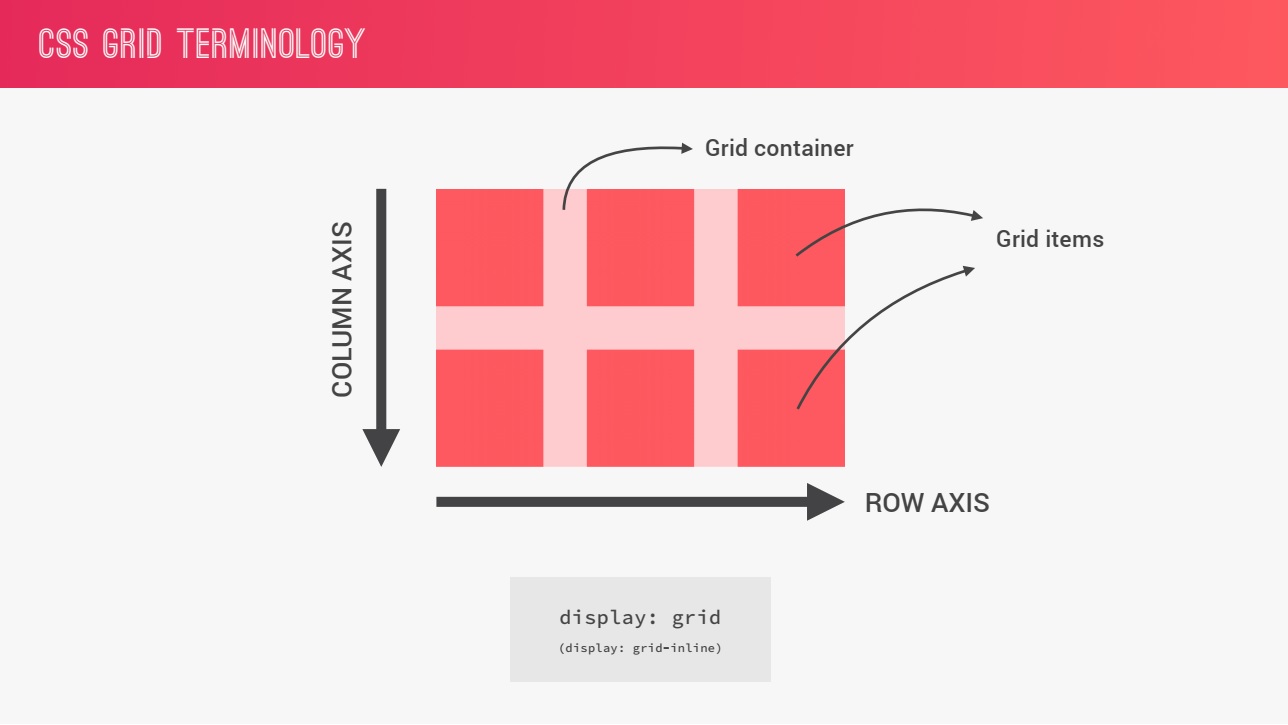 CSS GRID TERMINOLOGY
Grid container
Grid items
COLUMN AXIS
ROW AXIS
display: grid
(display: grid-inline)